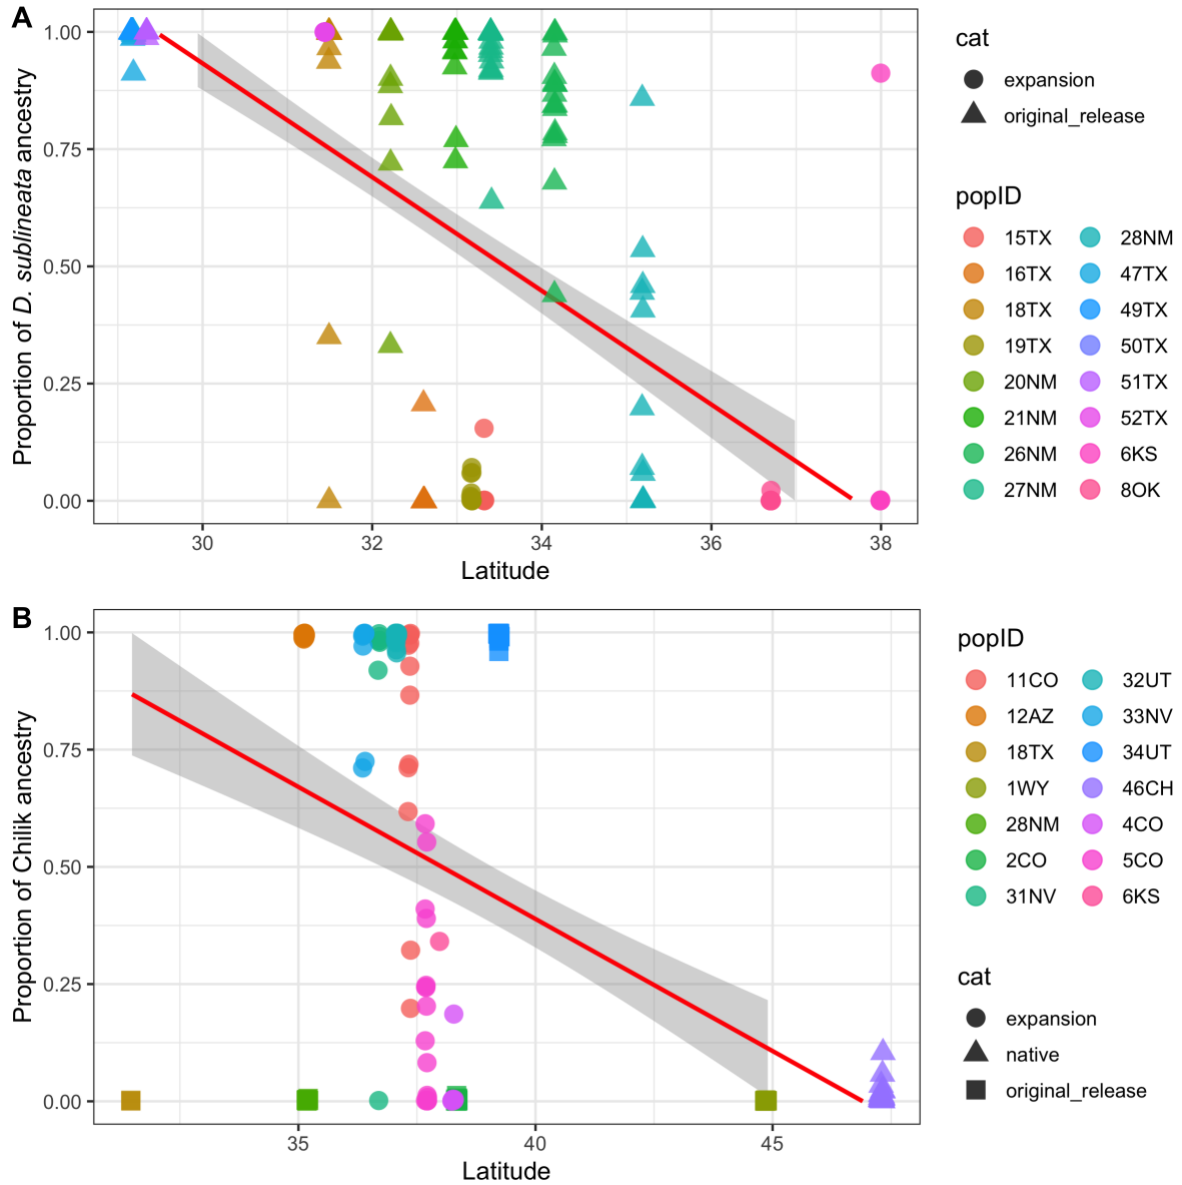 A
Proportion of D. sublineata ancestry
1.00
0.75
0.50
0.25
0.00
30
32
34
36
38
Latitude
cat
expansion
original_release
popID
15TX
16TX
18TX
19TX
20NM
21NM
26NM
27NM
28NM
47TX
49TX
50TX
51TX
52TX
6KS
8OK
B
Proportion of Chilik ancestry
1.00
0.75
0.50
0.25
0.00
35
40
45
Latitude
popID
11CO
12AZ
18TX
1WY
28NM
2CO
31NV
32UT
33NV
34UT
46CH
4CO
5CO
6KS
cat
expansion
native
original_release